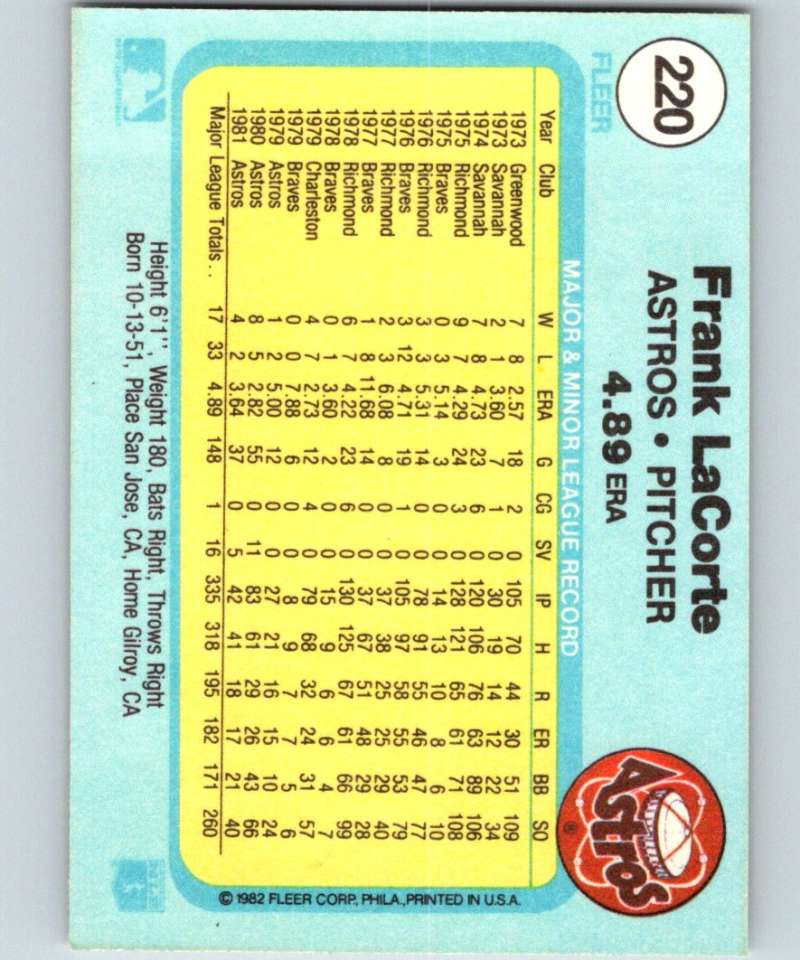 220
FLEER
Frank LaCorte
ASTROS • PITCHER
4.89 ERA
Astros ®
MAJOR & MINOR LEAGUE RECORD
Year Club W L ERA G CG SV IP H R ER BB SO
1973 Greenwood 7 8 2.57 18 2 0 105 70 44 30 51 109
1973 Savannah 2 1 3.60 7 1 0 30 19 14 12 22 34
1974 Savannah 7 8 4.73 23 6 0 120 106 76 63 89 106
1975 Richmond 9 7 4.29 24 3 0 128 121 65 61 71 108
1975 Braves 0 3 5.14 3 0 0 14 13 10 8 6 10
1976 Richmond 3 3 5.31 14 0 0 78 91 55 46 47 77
1976 Braves 3 12 4.71 19 1 0 105 97 58 55 53 79
1977 Richmond 2 3 6.08 8 0 0 37 38 25 25 29 40
1977 Braves 1 8 11.68 14 0 0 37 67 51 48 29 28
1978 Richmond 6 7 4.22 23 6 0 130 125 67 61 66 99
1978 Braves 0 1 3.60 2 0 0 15 9 6 6 4 7
1979 Charleston 4 7 2.73 12 4 0 79 68 32 24 31 57
1979 Braves 0 0 7.88 6 0 0 8 9 7 7 5 6
1979 Astros 1 2 5.00 12 0 0 27 21 16 15 10 24
1980 Astros 8 5 2.82 55 0 11 83 61 29 26 43 66
1981 Astros 4 2 3.64 37 0 5 42 41 18 17 21 40
Major League Totals .. 17 33 4.89 148 1 16 335 318 195 182 171 260
© 1982 FLEER CORP., PHILA., PRINTED IN U.S.A.
Height 6'1", Weight 180, Bats Right, Throws Right
Born 10-13-51, Place San Jose, CA, Home Gilroy, CA